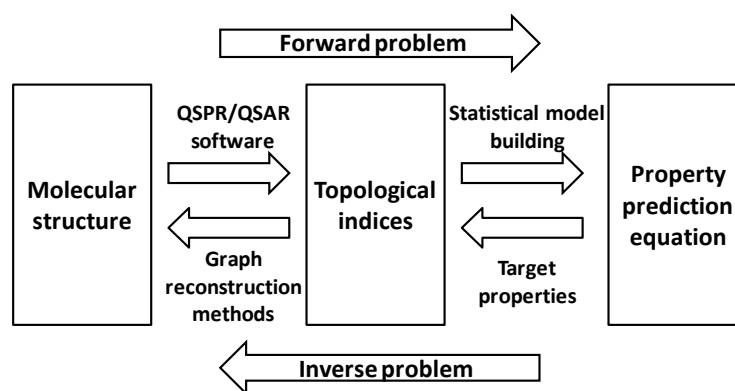 Forward problem
QSPR/QSAR
software
Statistical model
building
Molecular
structure
Topological
indices
Property
prediction
equation
Graph
reconstruction
methods
Target
properties
Inverse problem